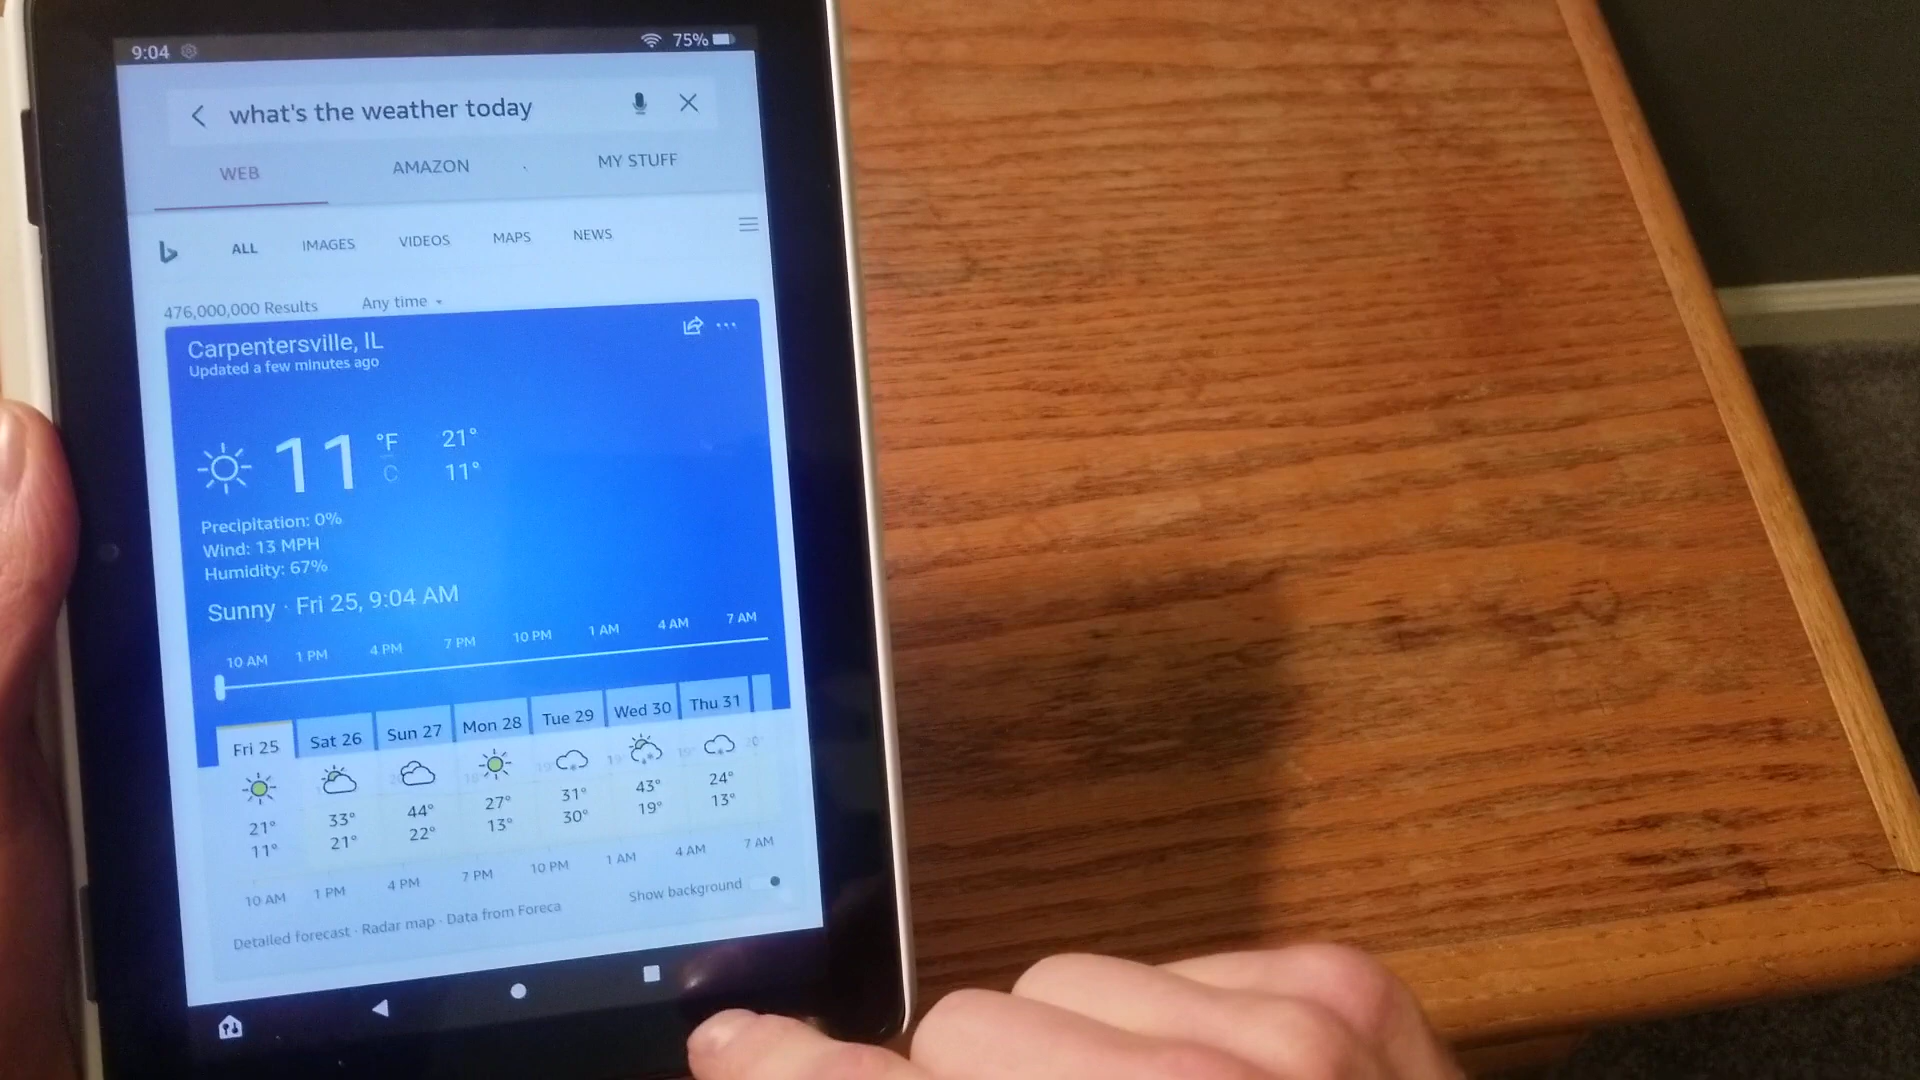 9:04 75%
what's the weather today
WEB AMAZON MY STUFF
ALL IMAGES VIDEOS MAPS NEWS
476,000,000 Results Any time
Carpentersville, IL
Updated a few minutes ago
11 °F 21°
C 11°
Precipitation: 0%
Wind: 13 MPH
Humidity: 67%
Sunny · Fri 25, 9:04 AM
10 AM 1 PM 4 PM 7 PM 10 PM 1 AM 4 AM 7 AM
Fri 25 Sat 26 Sun 27 Mon 28 Tue 29 Wed 30 Thu 31
21° 33° 44° 27° 31° 43° 24°
11° 21° 22° 13° 30° 19° 13°
10 AM 1 PM 4 PM 7 PM 10 PM 1 AM 4 AM 7 AM
Show background
Detailed forecast · Radar map · Data from Foreca